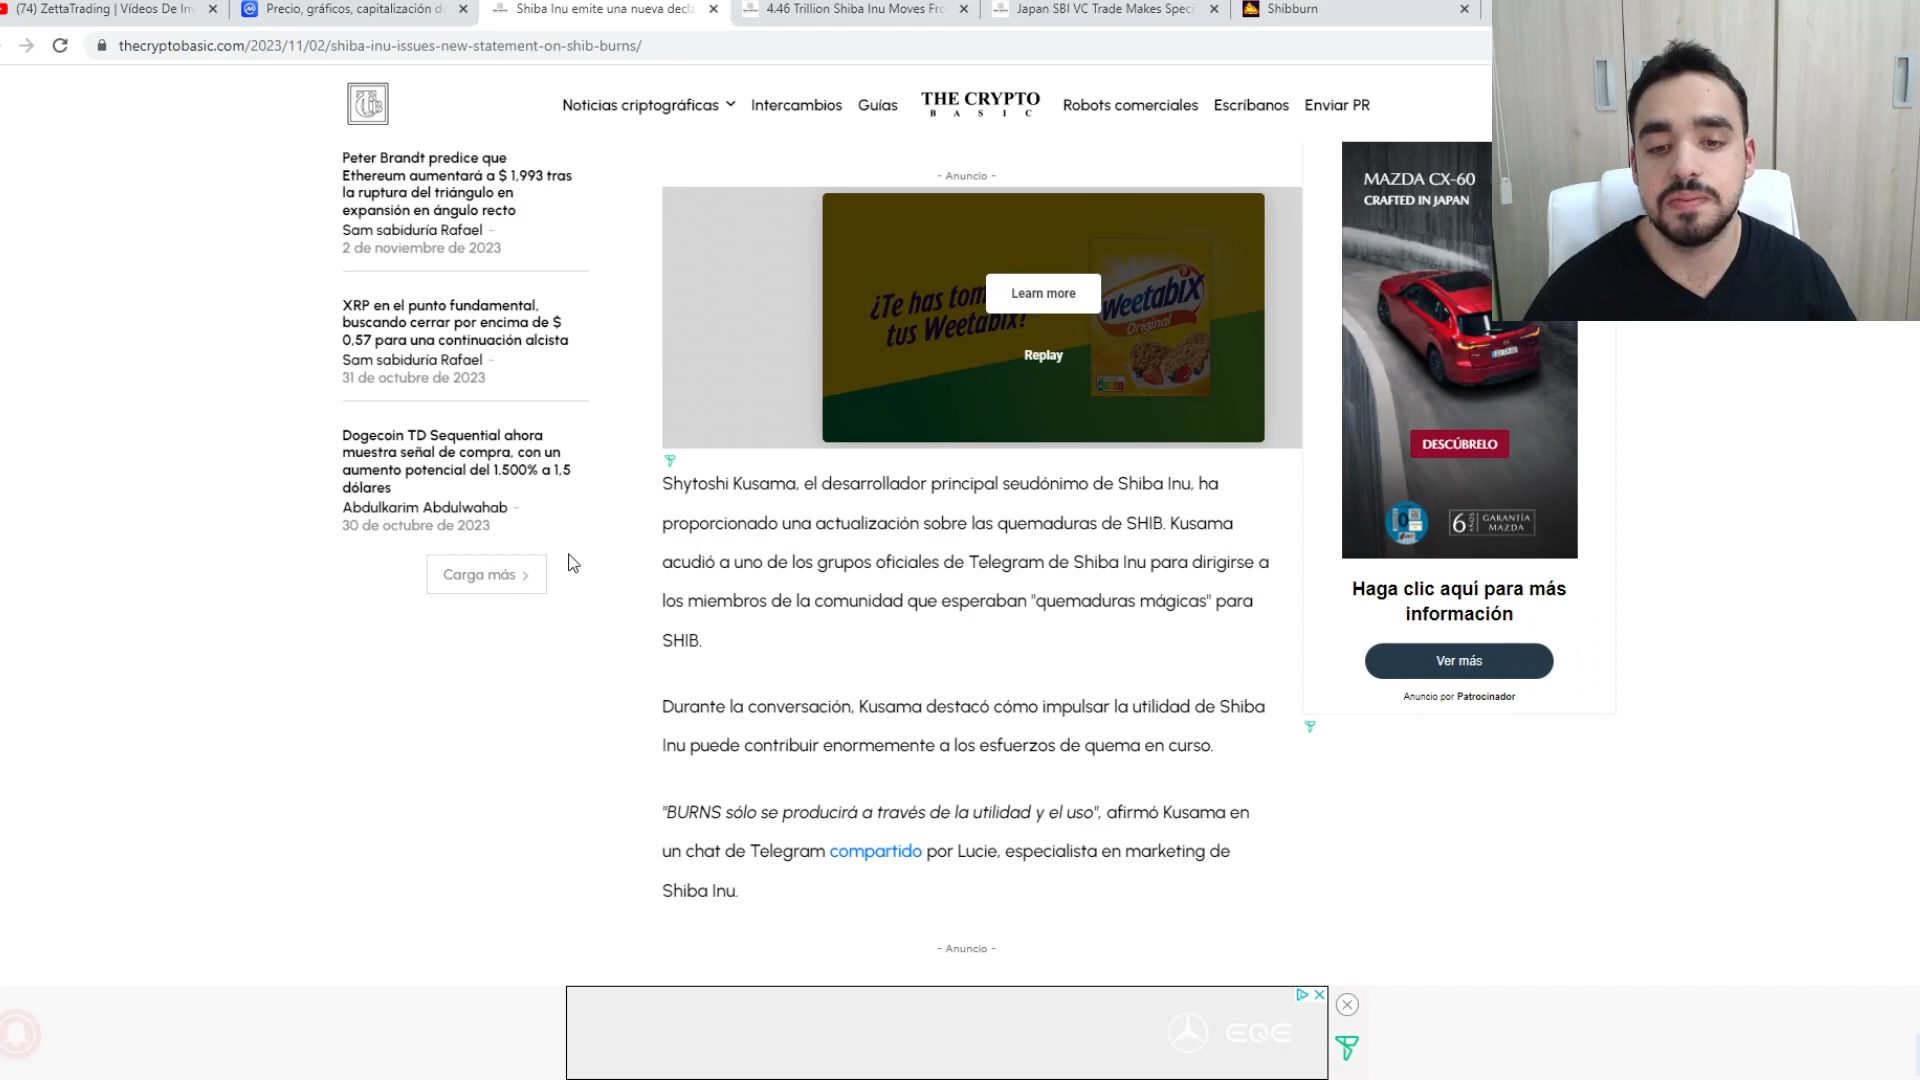 (74) ZettaTrading | Vídeos De In
Precio, gráficos, capitalización d
Shiba Inu emite una nueva decla
4.46 Trillion Shiba Inu Moves Fro
Japan SBI VC Trade Makes Speci
Shibburn
thecryptobasic.com/2023/11/02/shiba-inu-issues-new-statement-on-shib-burns/
Noticias criptográficas
Intercambios
Guías
THE CRYPTO
BASIC
Robots comerciales
Escríbanos
Enviar PR
Peter Brandt predice que
Ethereum aumentará a $ 1,993 tras
la ruptura del triángulo en
expansión en ángulo recto
Sam sabiduría Rafael -
2 de noviembre de 2023
XRP en el punto fundamental,
buscando cerrar por encima de $
0,57 para una continuación alcista
Sam sabiduría Rafael -
31 de octubre de 2023
Dogecoin TD Sequential ahora
muestra señal de compra, con un
aumento potencial del 1.500% a 1,5
dólares
Abdulkarim Abdulwahab -
30 de octubre de 2023
Carga más >
- Anuncio -
¿Te has tom
tus Weetabix?
Learn more
Replay
Weetabix
Original
Shytoshi Kusama, el desarrollador principal seudónimo de Shiba Inu, ha
proporcionado una actualización sobre las quemaduras de SHIB. Kusama
acudió a uno de los grupos oficiales de Telegram de Shiba Inu para dirigirse a
los miembros de la comunidad que esperaban "quemaduras mágicas" para
SHIB.
Durante la conversación, Kusama destacó cómo impulsar la utilidad de Shiba
Inu puede contribuir enormemente a los esfuerzos de quema en curso.
"BURNS sólo se producirá a través de la utilidad y el uso", afirmó Kusama en
un chat de Telegram compartido por Lucie, especialista en marketing de
Shiba Inu.
- Anuncio -
EQE
MAZDA CX-60
CRAFTED IN JAPAN
DESCÚBRELO
6 AÑOS GARANTÍA
MAZDA
Haga clic aquí para más
información
Ver más
Anuncio por Patrocinador